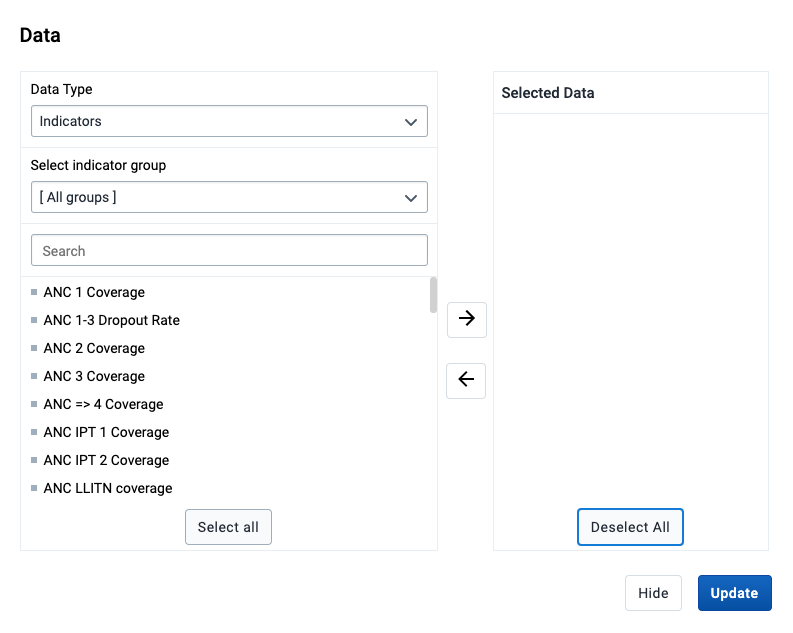 Data
Data Type
Indicators
Select indicator group
[ All groups ]
Search
ANC 1 Coverage
ANC 1-3 Dropout Rate
ANC 2 Coverage
ANC 3 Coverage
ANC => 4 Coverage
ANC IPT 1 Coverage
ANC IPT 2 Coverage
ANC LLITN coverage
Select all
Selected Data
Deselect All
Hide
Update